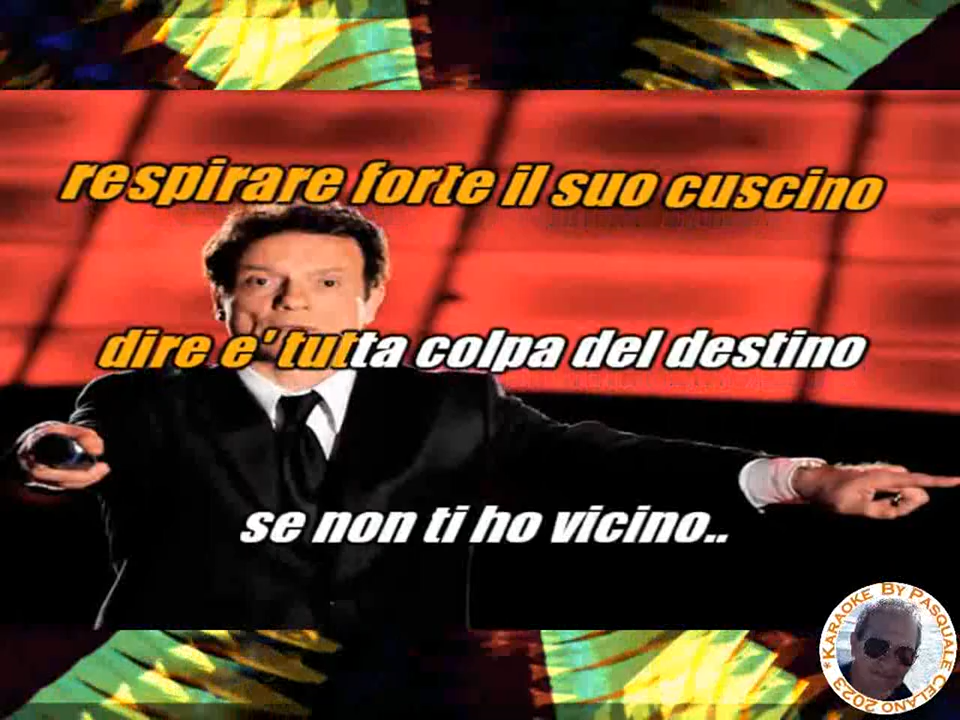 respirare forte il suo cuscino
dire e' tutta colpa del destino
se non ti ho vicino..
*Karaoke By Pasquale Celano 2023